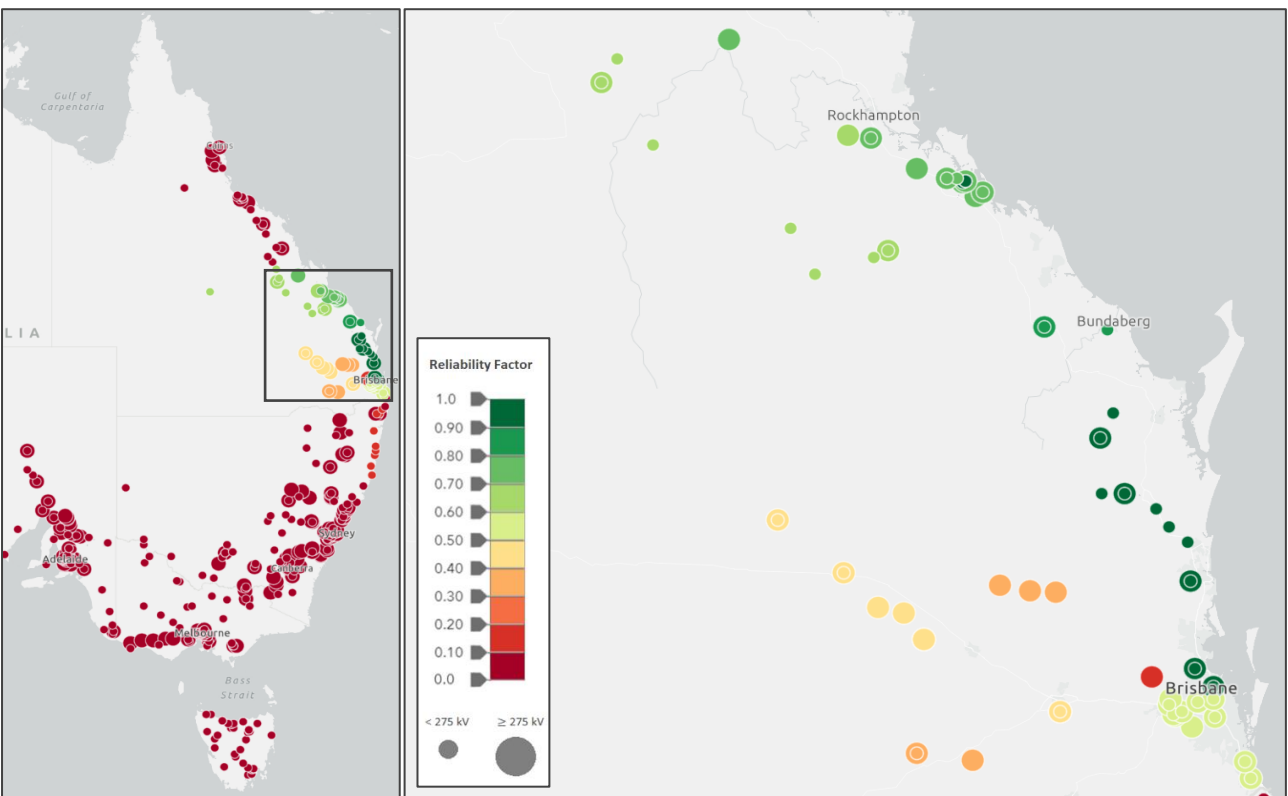 Gulf of
Carpentaria
Cairns
LIA
Brisbane
Sydney
Adelaide
Canberra
Melbourne
Bass
Strait
Rockhampton
Bundaberg
Brisbane
Reliability Factor
1.0
0.90
0.80
0.70
0.60
0.50
0.40
0.30
0.20
0.10
0.0
< 275 kV ≥ 275 kV